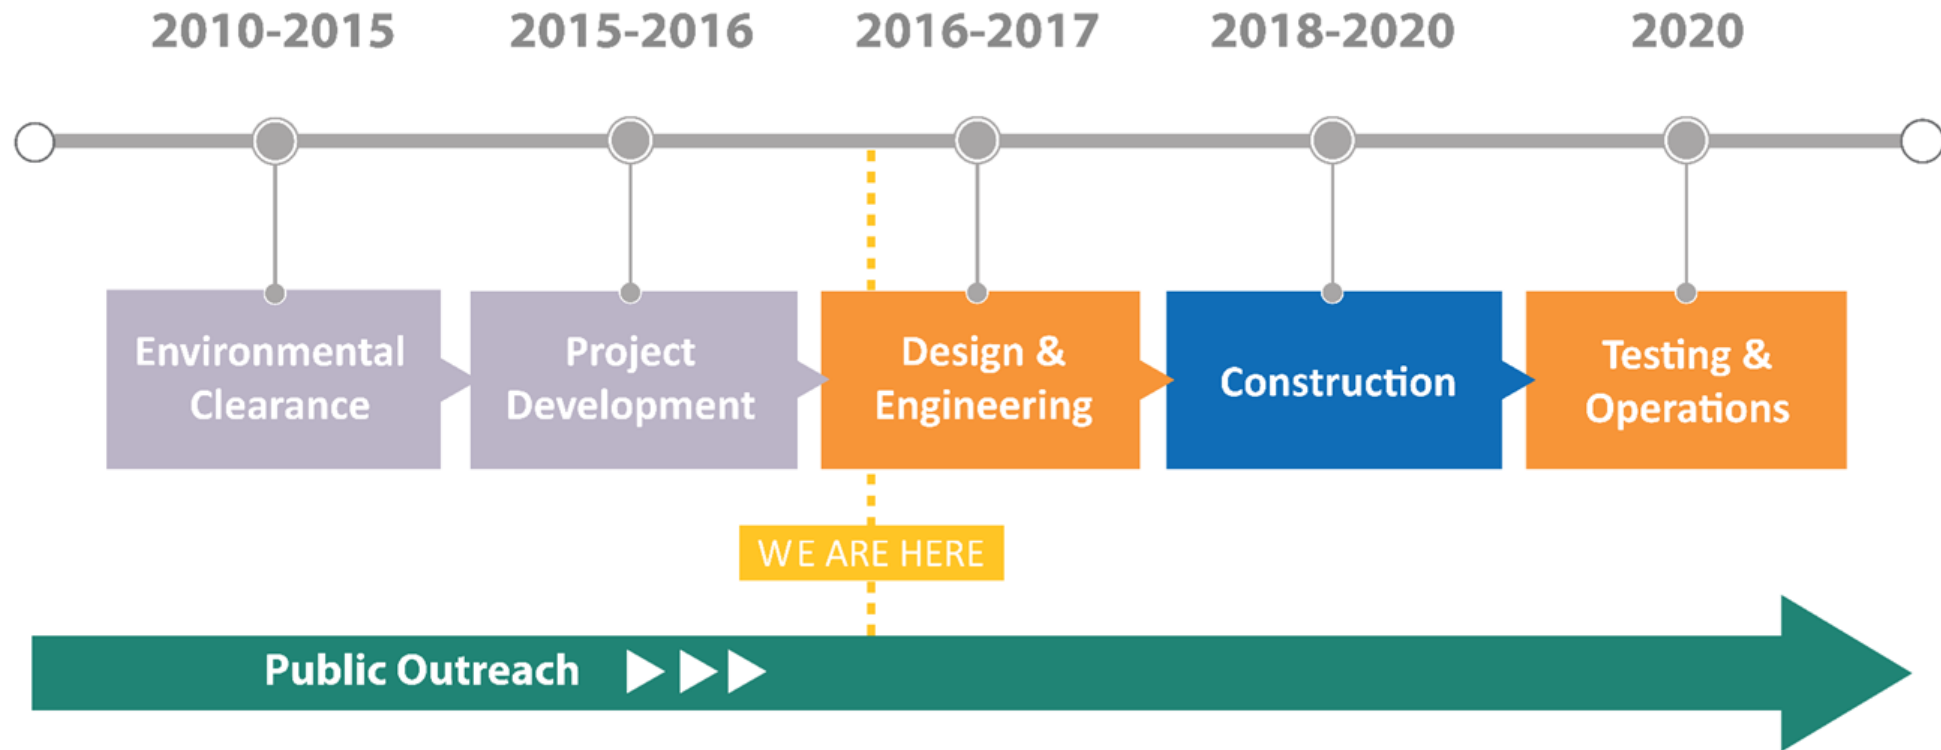 2010-2015
2015-2016
2016-2017
2018-2020
2020
Environmental
Clearance
Project
Development
Design &
Engineering
Construction
Testing &
Operations
WE ARE HERE
Public Outreach